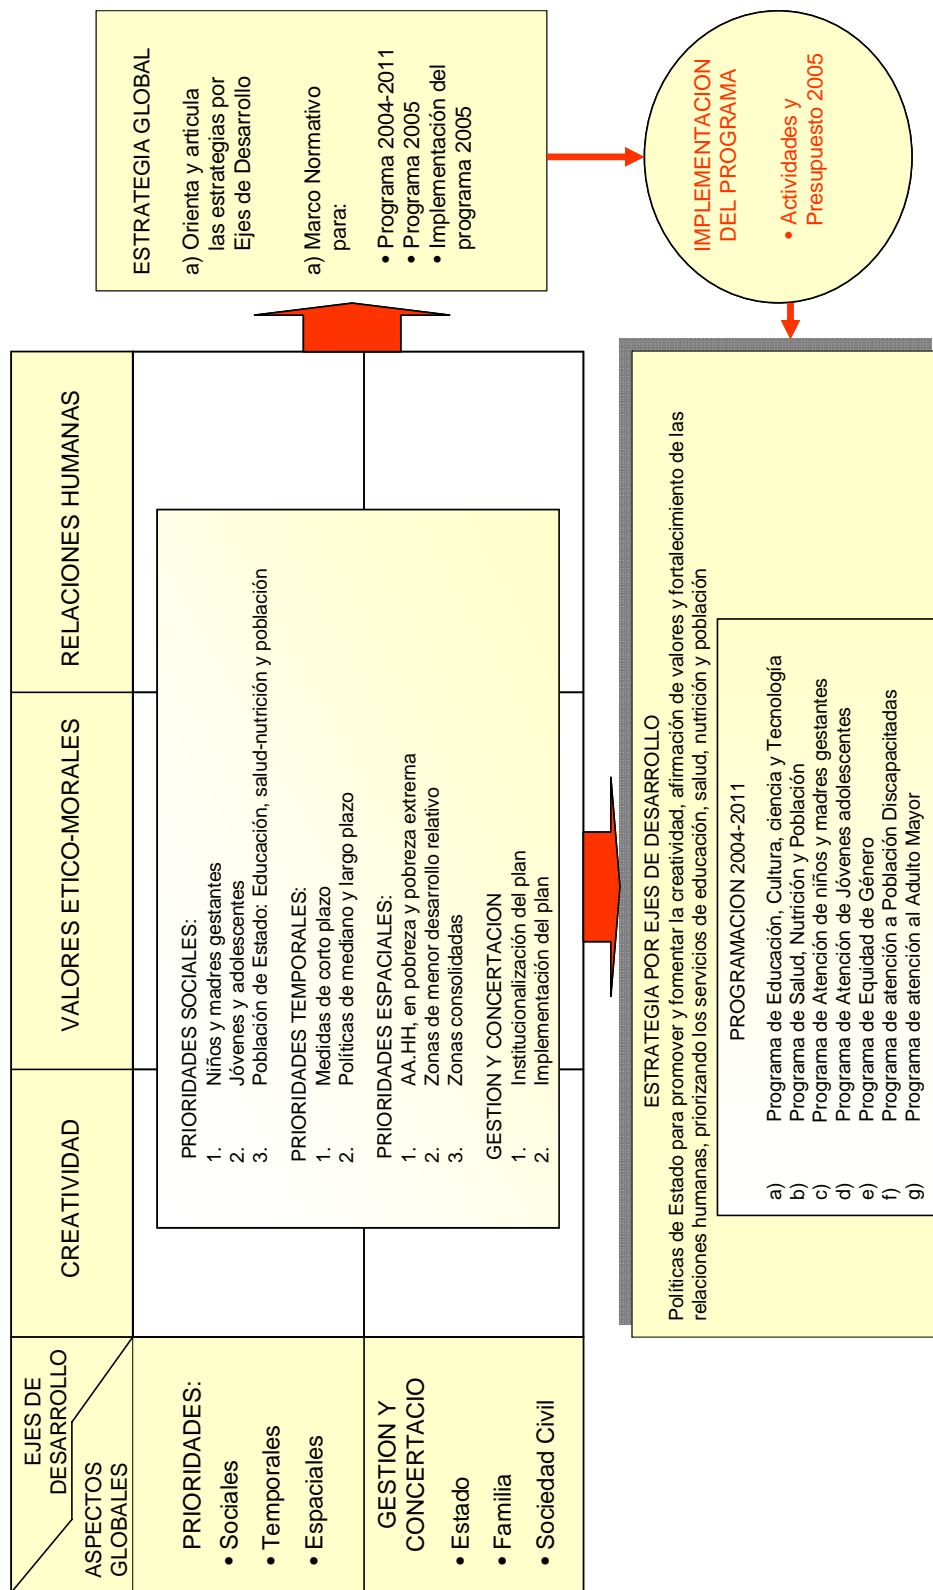 EJES DE
DESARROLLO
ASPECTOS
GLOBALES
CREATIVIDAD
VALORES ETICO-MORALES
RELACIONES HUMANAS
PRIORIDADES:
• Sociales
• Temporales
• Espaciales
GESTION Y
CONCERTACIO
• Estado
• Familia
• Sociedad Civil
PRIORIDADES SOCIALES:
1. Niños y madres gestantes
2. Jóvenes y adolescentes
3. Población de Estado: Educación, salud-nutrición y población
PRIORIDADES TEMPORALES:
1. Medidas de corto plazo
2. Políticas de mediano y largo plazo
PRIORIDADES ESPACIALES:
1. AA.HH, en pobreza y pobreza extrema
2. Zonas de menor desarrollo relativo
3. Zonas consolidadas
GESTION Y CONCERTACION
1. Institucionalización del plan
2. Implementación del plan
ESTRATEGIA GLOBAL
a) Orienta y articula
las estrategias por
Ejes de Desarrollo
a) Marco Normativo
para:
• Programa 2004-2011
• Programa 2005
• Implementación del
programa 2005
IMPLEMENTACION
DEL PROGRAMA
• Actividades y
Presupuesto 2005
ESTRATEGIA POR EJES DE DESARROLLO
Políticas de Estado para promover y fomentar la creatividad, afirmación de valores y fortalecimiento de las
relaciones humanas, priorizando los servicios de educación, salud, nutrición y población
PROGRAMACION 2004-2011
a) Programa de Educación, Cultura, ciencia y Tecnología
b) Programa de Salud, Nutrición y Población
c) Programa de Atención de niños y madres gestantes
d) Programa de Atención de Jóvenes adolescentes
e) Programa de Equidad de Género
f) Programa de atención a Población Discapacitadas
g) Programa de atención al Adulto Mayor